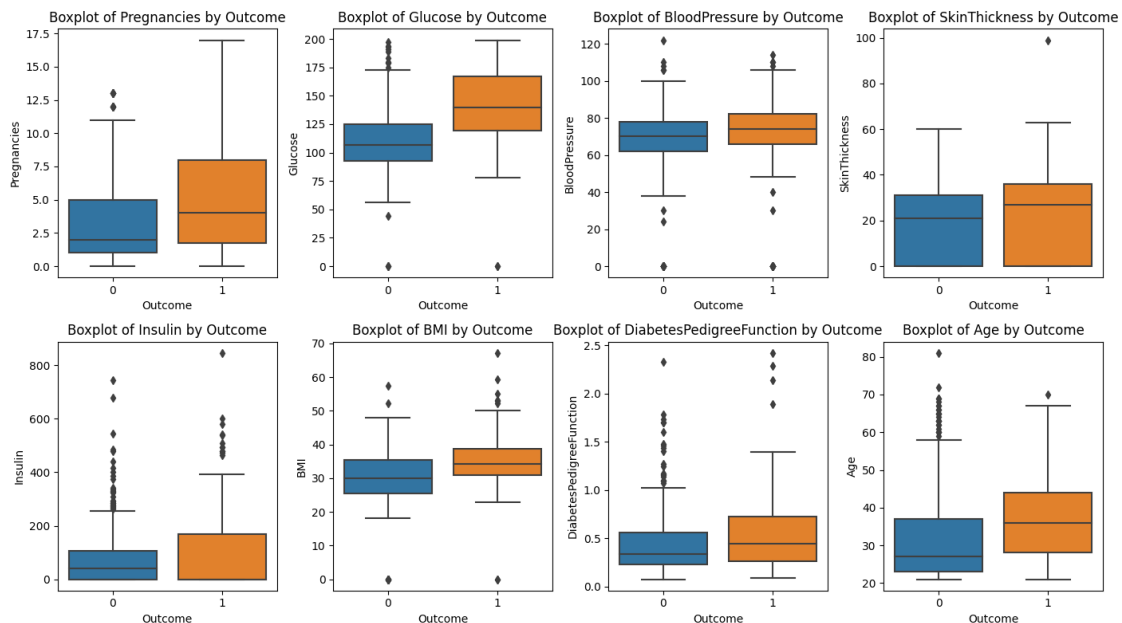 Boxplot of Pregnancies by Outcome
17.5
15.0
12.5
10.0
7.5
5.0
2.5
0.0
Pregnancies
0 1
Outcome
Boxplot of Glucose by Outcome
200
175
150
125
100
75
50
25
0
Glucose
0 1
Outcome
Boxplot of BloodPressure by Outcome
120
100
80
60
40
20
0
BloodPressure
0 1
Outcome
Boxplot of SkinThickness by Outcome
100
80
60
40
20
0
SkinThickness
0 1
Outcome
Boxplot of Insulin by Outcome
800
600
400
200
0
Insulin
0 1
Outcome
Boxplot of BMI by Outcome
70
60
50
40
30
20
10
0
BMI
0 1
Outcome
Boxplot of DiabetesPedigreeFunction by Outcome
2.5
2.0
1.5
1.0
0.5
0.0
DiabetesPedigreeFunction
0 1
Outcome
Boxplot of Age by Outcome
80
70
60
50
40
30
20
Age
0 1
Outcome